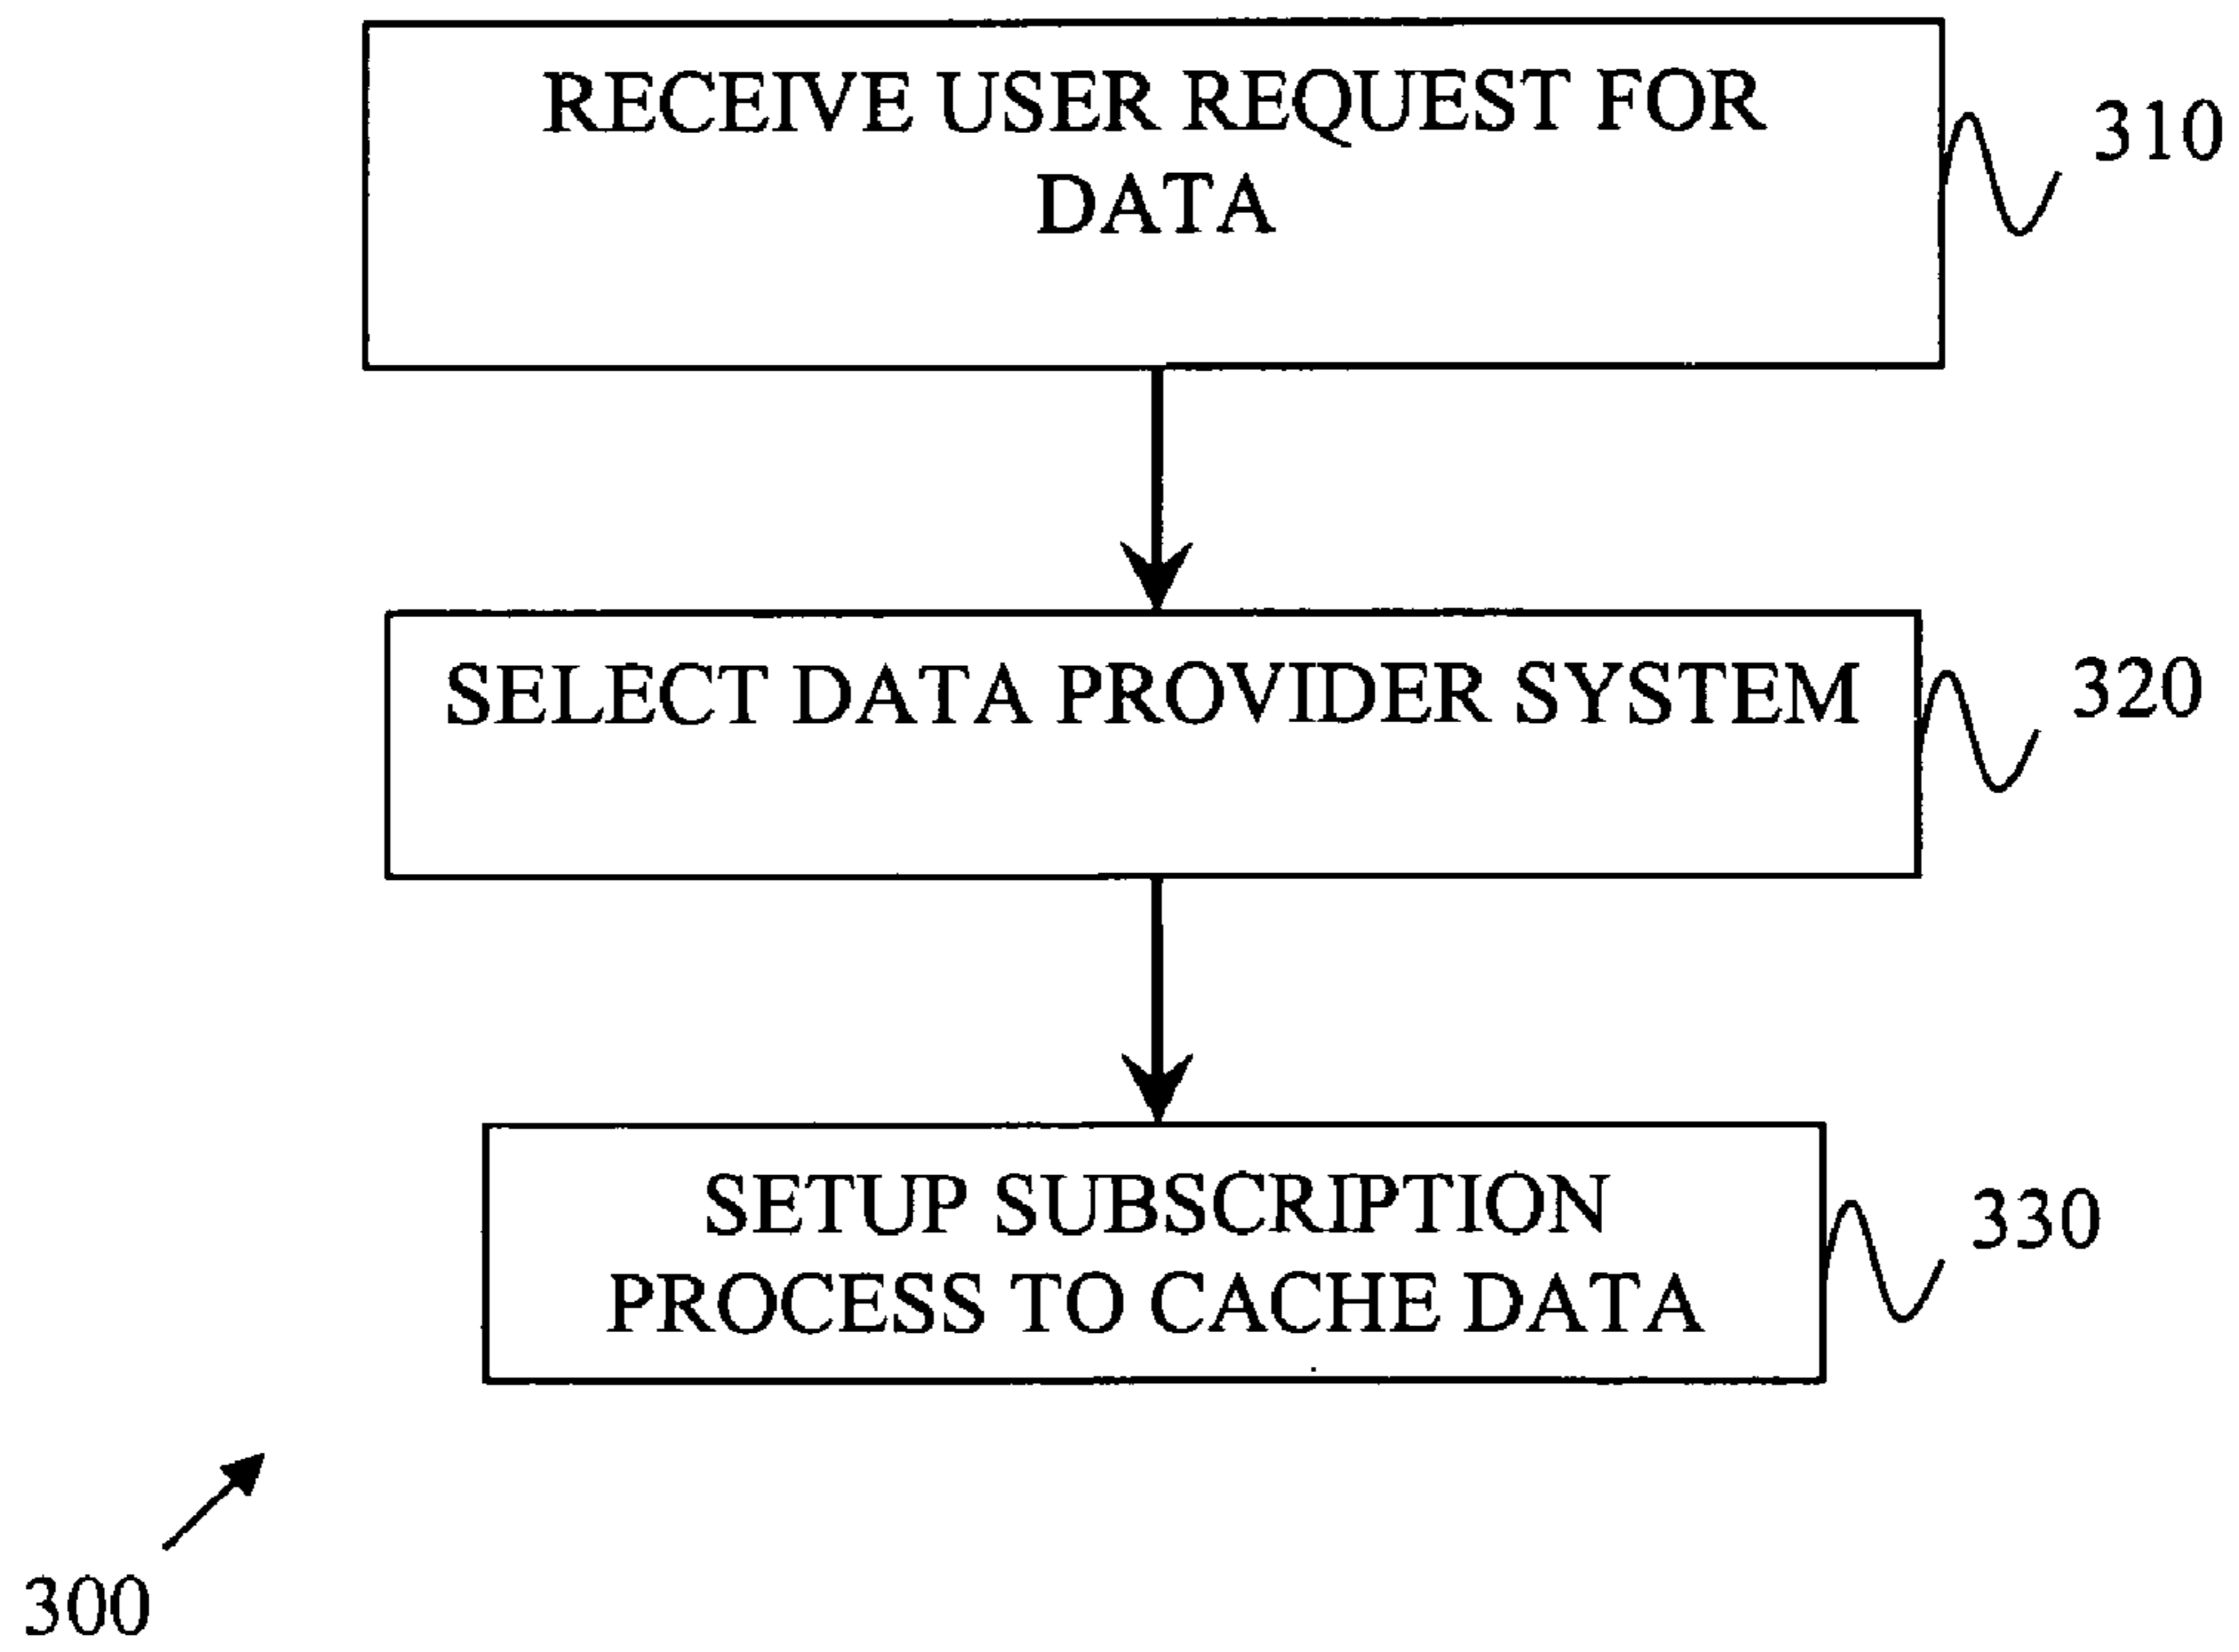 RECEIVE USER REQUEST FOR
DATA
310
SELECT DATA PROVIDER SYSTEM
320
SETUP SUBSCRIPTION
PROCESS TO CACHE DATA
330
300